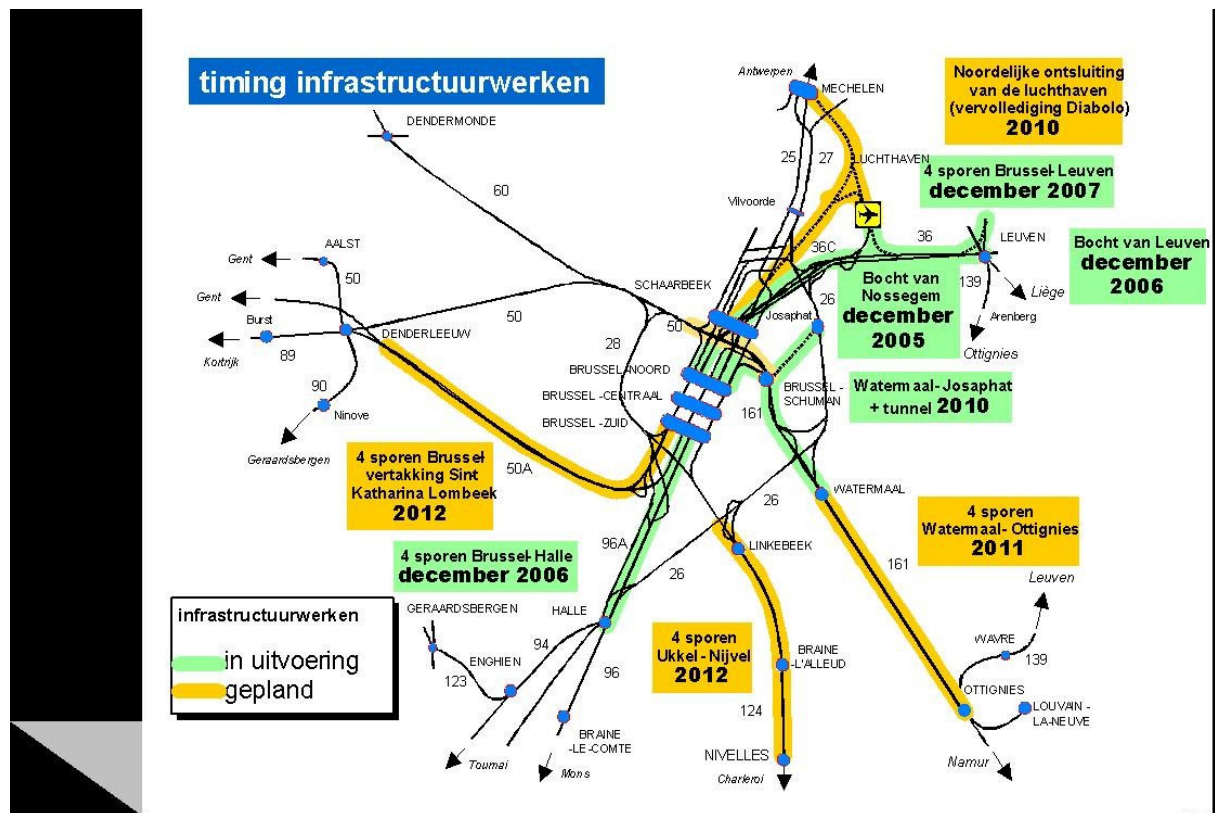 timing infrastructuurwerken
Antwerpen
MECHELEN
Noordelijke ontsluiting
van de luchthaven
(vervollediging Diabolo)
2010
DENDERMONDE
25
27
LUCHTHAVEN
4 sporen Brussel-Leuven
december 2007
60
Vilvoorde
36C
36
LEUVEN
Bocht van Leuven
december
2006
AALST
Gent
50
Gent
SCHAARBEEK
26
Bocht van
Nossegem
december
2005
139
Liège
Arenberg
Ottignies
Burst
DENDERLEEUW
50
50
Josaphat
Kortrijk
89
28
90
BRUSSEL-NOORD
BRUSSEL-CENTRAAL
BRUSSEL-ZUID
161
BRUSSEL-
SCHUMAN
Watermaal-Josaphat
+ tunnel 2010
Ninove
Geraardsbergen
4 sporen Brussel-
vertakking Sint
Katharina Lombeek
2012
50A
WATERMAAL
26
4 sporen
Watermaal-Ottignies
2011
96A
LINKEBEEK
4 sporen Brussel-Halle
december 2006
26
161
Leuven
infrastructuurwerken
in uitvoering
gepland
GERAARDSBERGEN
HALLE
94
ENGHIEN
123
96
4 sporen
Ukkel-Nijvel
2012
BRAINE
-L'ALLEUD
WAVRE
139
OTTIGNIES
LOUVAIN-
LA-NEUVE
124
BRAINE
-LE-COMTE
Tournai
Mons
NIVELLES
Charleroi
Namur